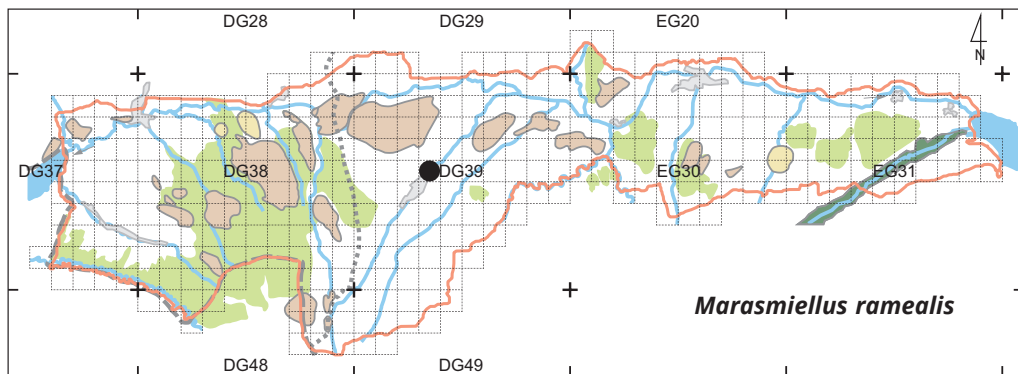 DG28 DG29 EG20
N
DG37 DG38 DG39 EG30 EG31
Marasmiellus ramealis
DG48 DG49